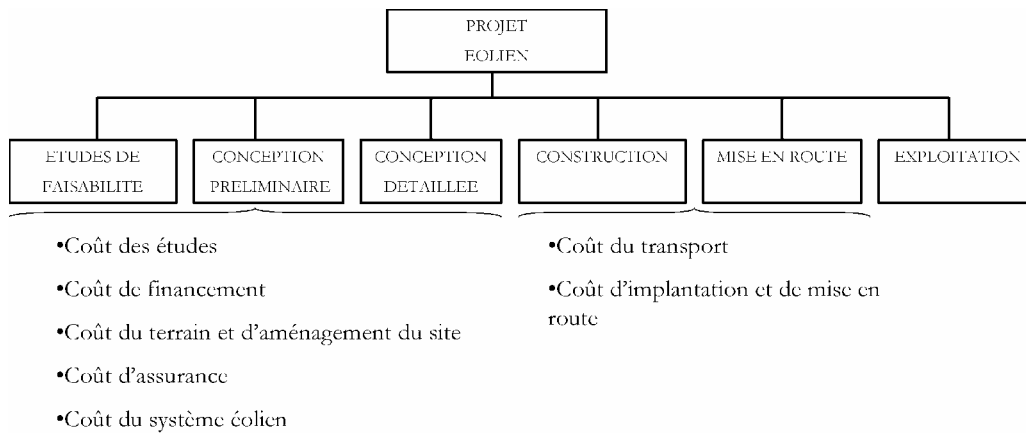 PROJET
EOLIEN
ETUDES DE
FAISABILITE
CONCEPTION
PRELIMINAIRE
CONCEPTION
DETAILLEE
CONSTRUCTION
MISE EN ROUTE
EXPLOITATION
•Coût des études
•Coût de financement
•Coût du terrain et d’aménagement du site
•Coût d’assurance
•Coût du système éolien
•Coût du transport
•Coût d’implantation et de mise en
route